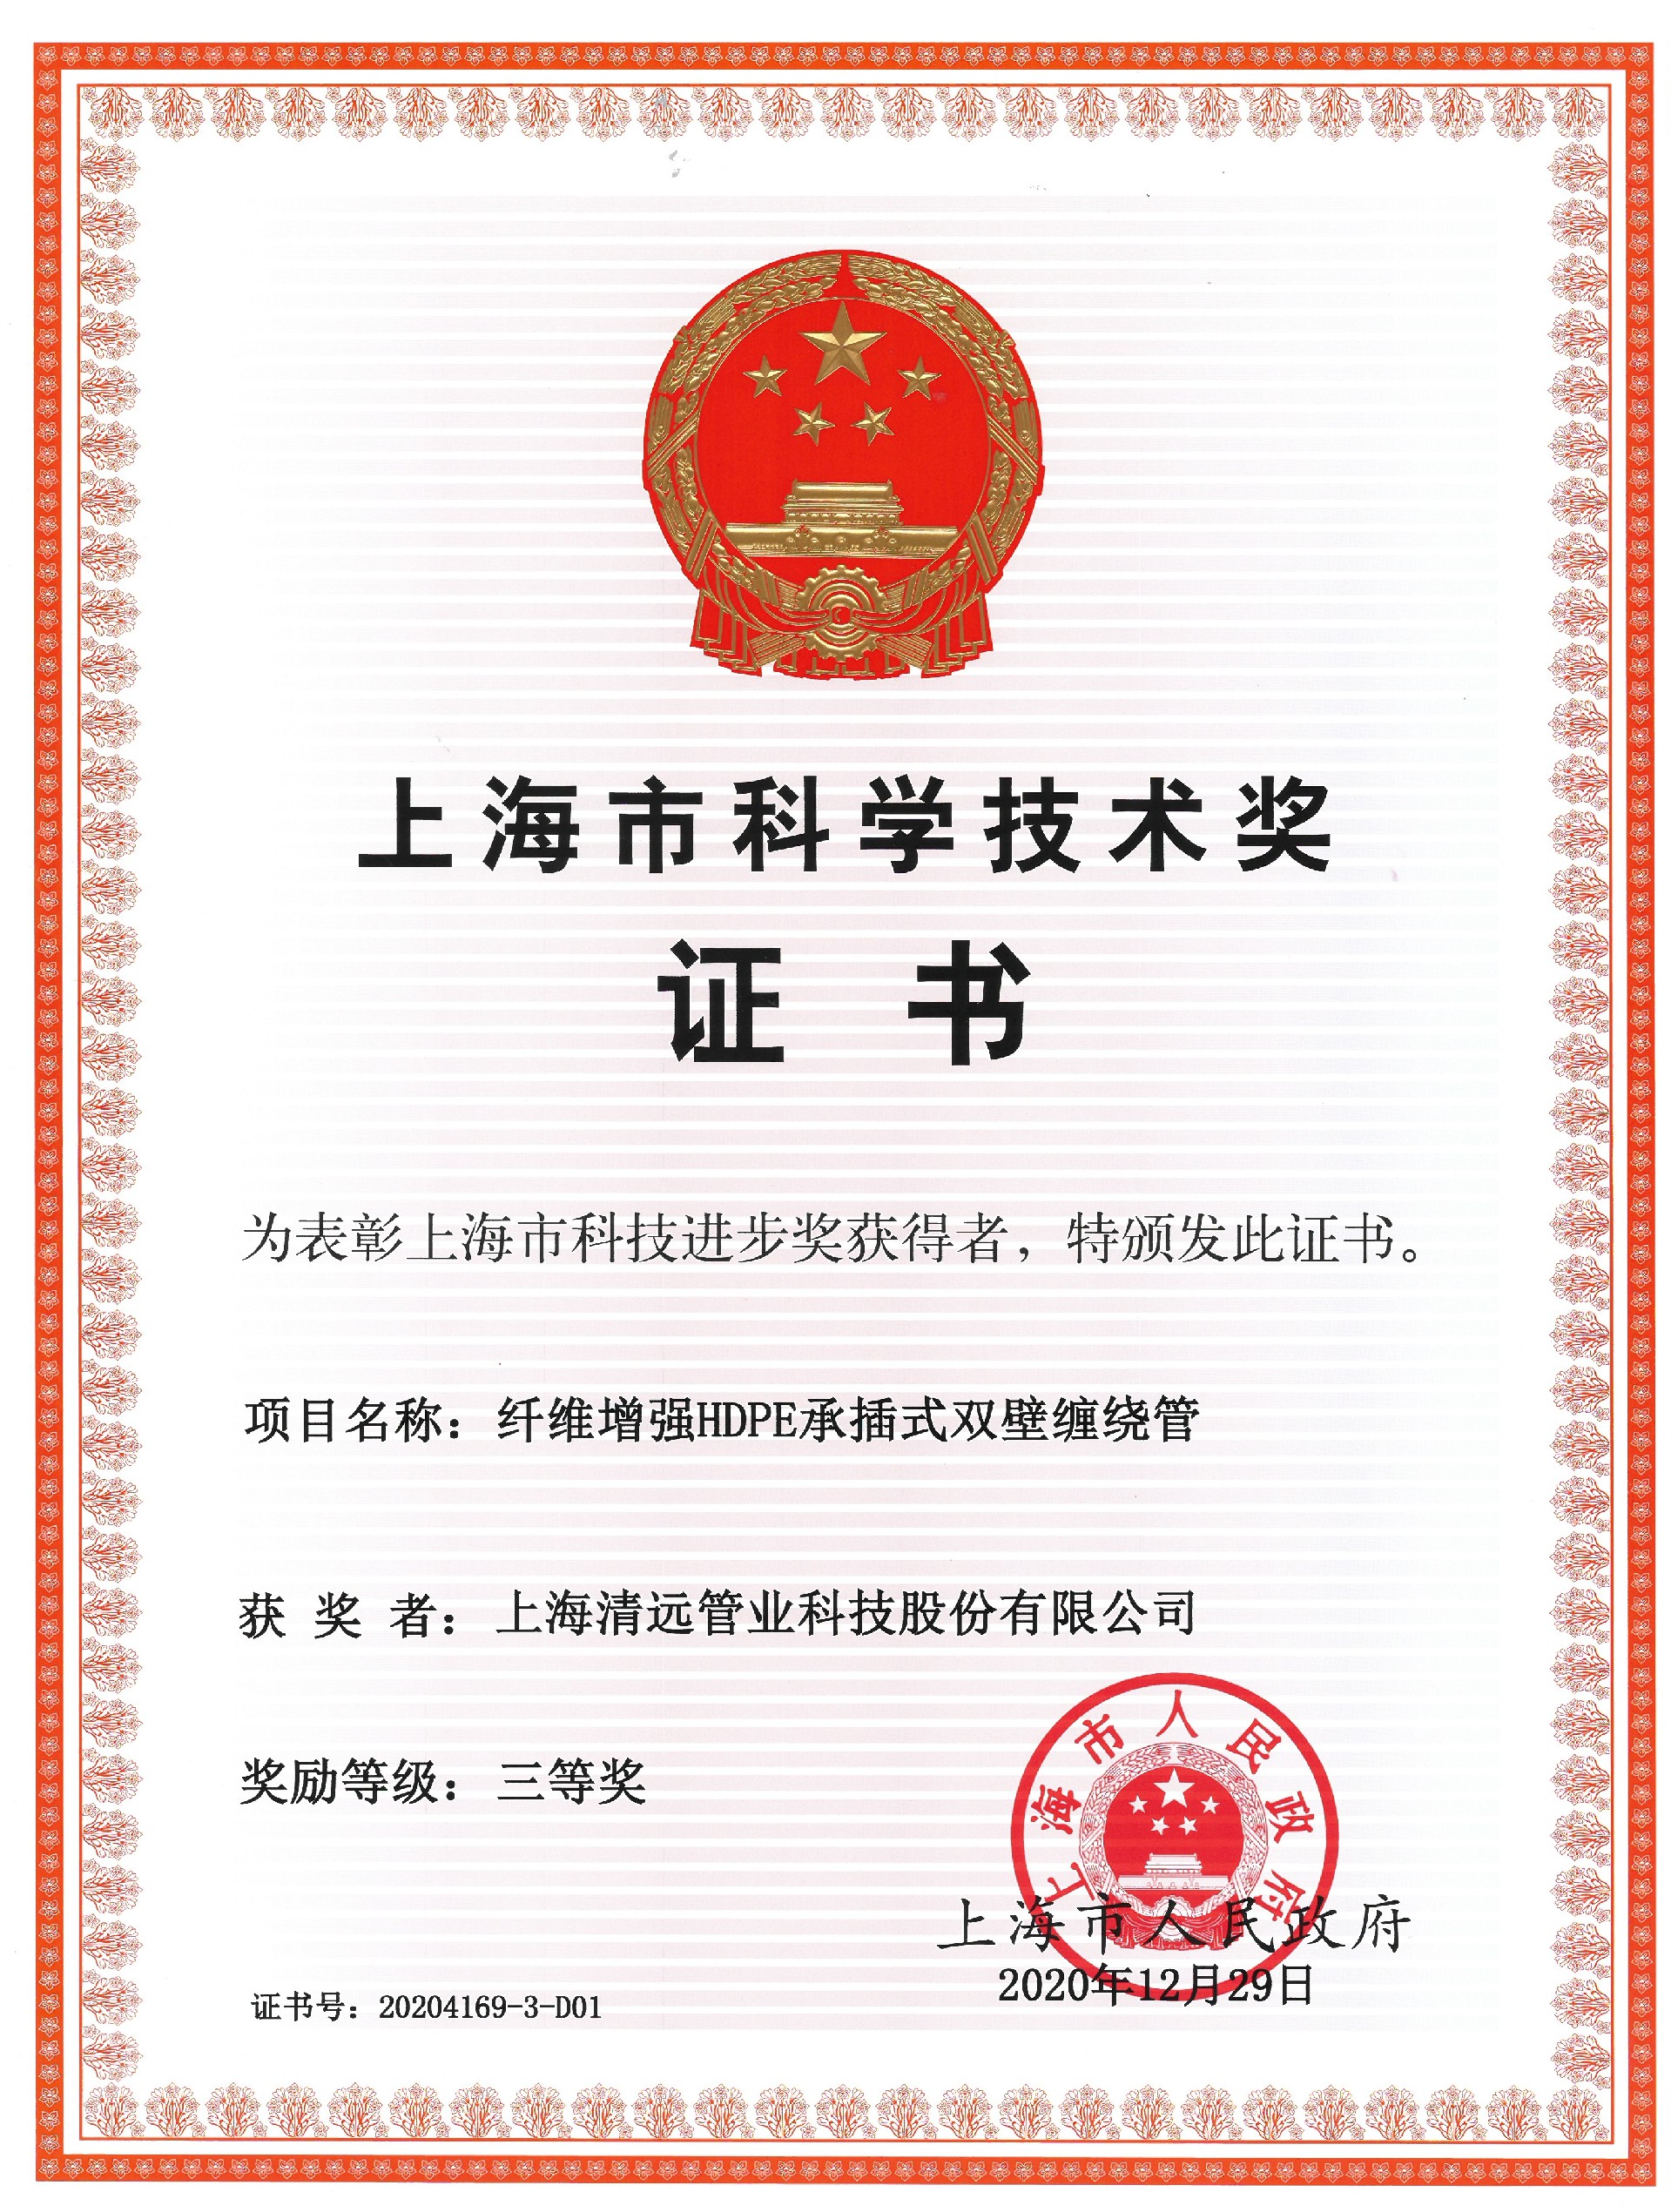 上海市科学技术奖
证 书
为表彰上海市科技进步奖获得者，特颁发此证书。
项目名称：纤维增强HDPE承插式双壁缠绕管
获 奖 者：上海清远管业科技股份有限公司
奖励等级：三等奖
上海市人民政府
上海市人民政府
2020年12月29日
证书号：20204169-3-D01